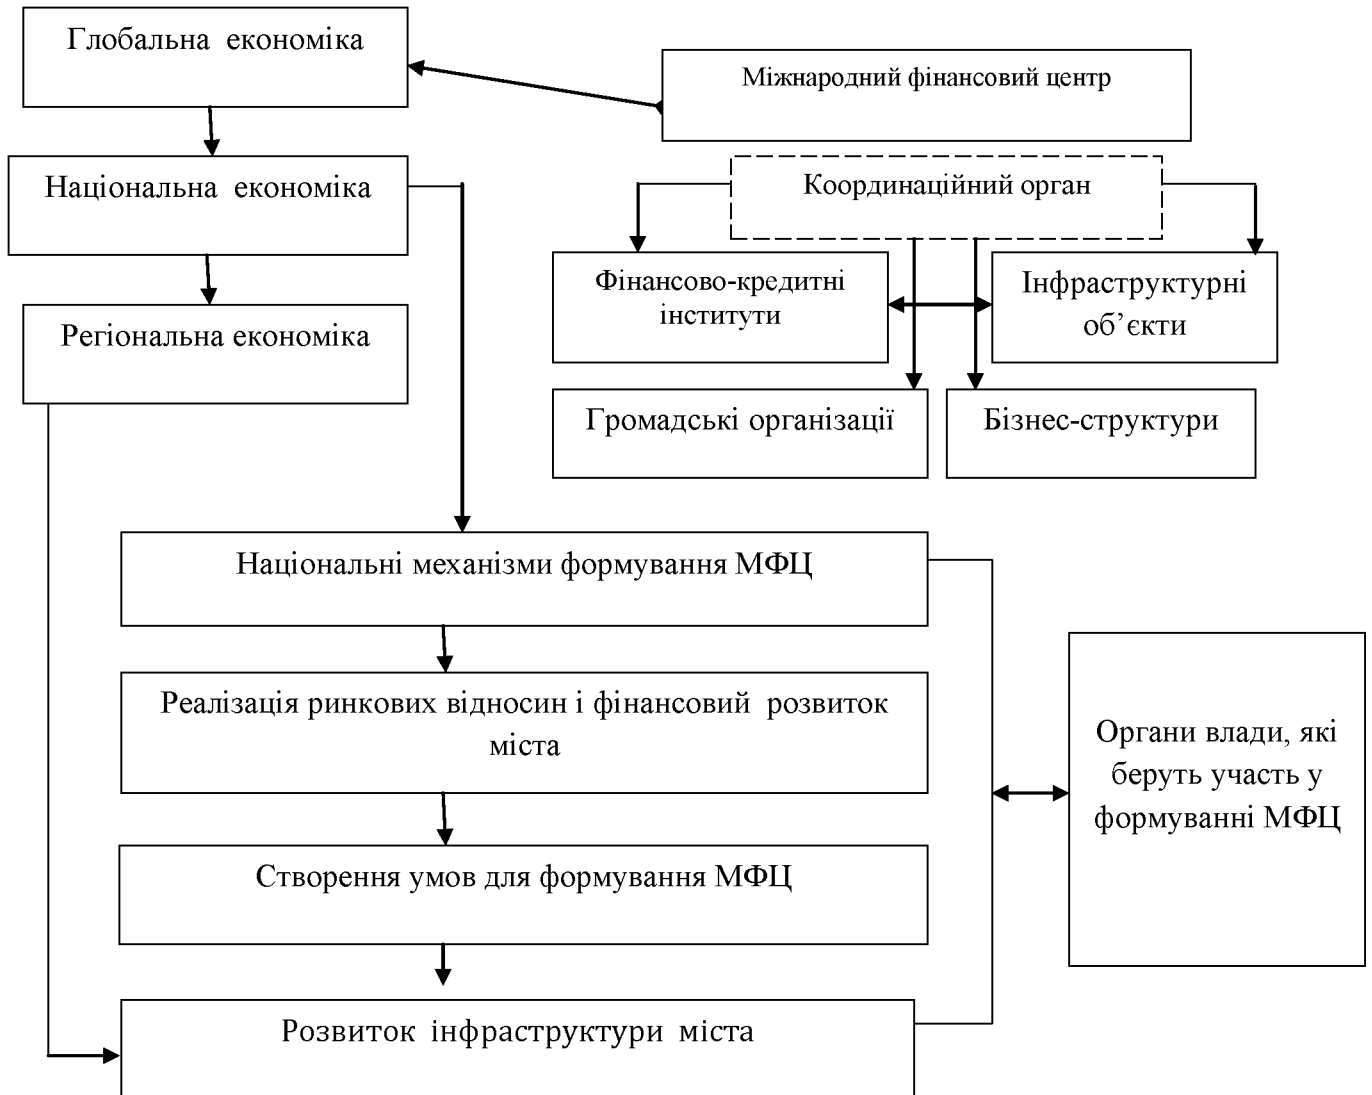 Глобальна економіка
Міжнародний фінансовий центр
Національна економіка
Координаційний орган
Фінансово-кредитні
інститути
Інфраструктурні
об’єкти
Регіональна економіка
Громадські організації
Бізнес-структури
Національні механізми формування МФЦ
Реалізація ринкових відносин і фінансовий розвиток
міста
Органи влади, які
беруть участь у
формуванні МФЦ
Створення умов для формування МФЦ
Розвиток інфраструктури міста